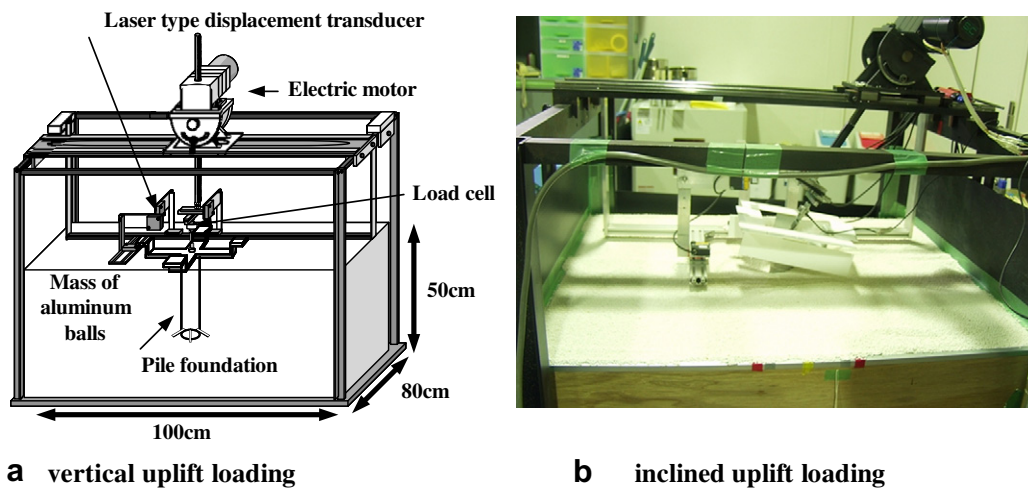 Laser type displacement transducer
Electric motor
Load cell
Mass of
aluminum
balls
50cm
Pile foundation
80cm
100cm
a vertical uplift loading
b inclined uplift loading